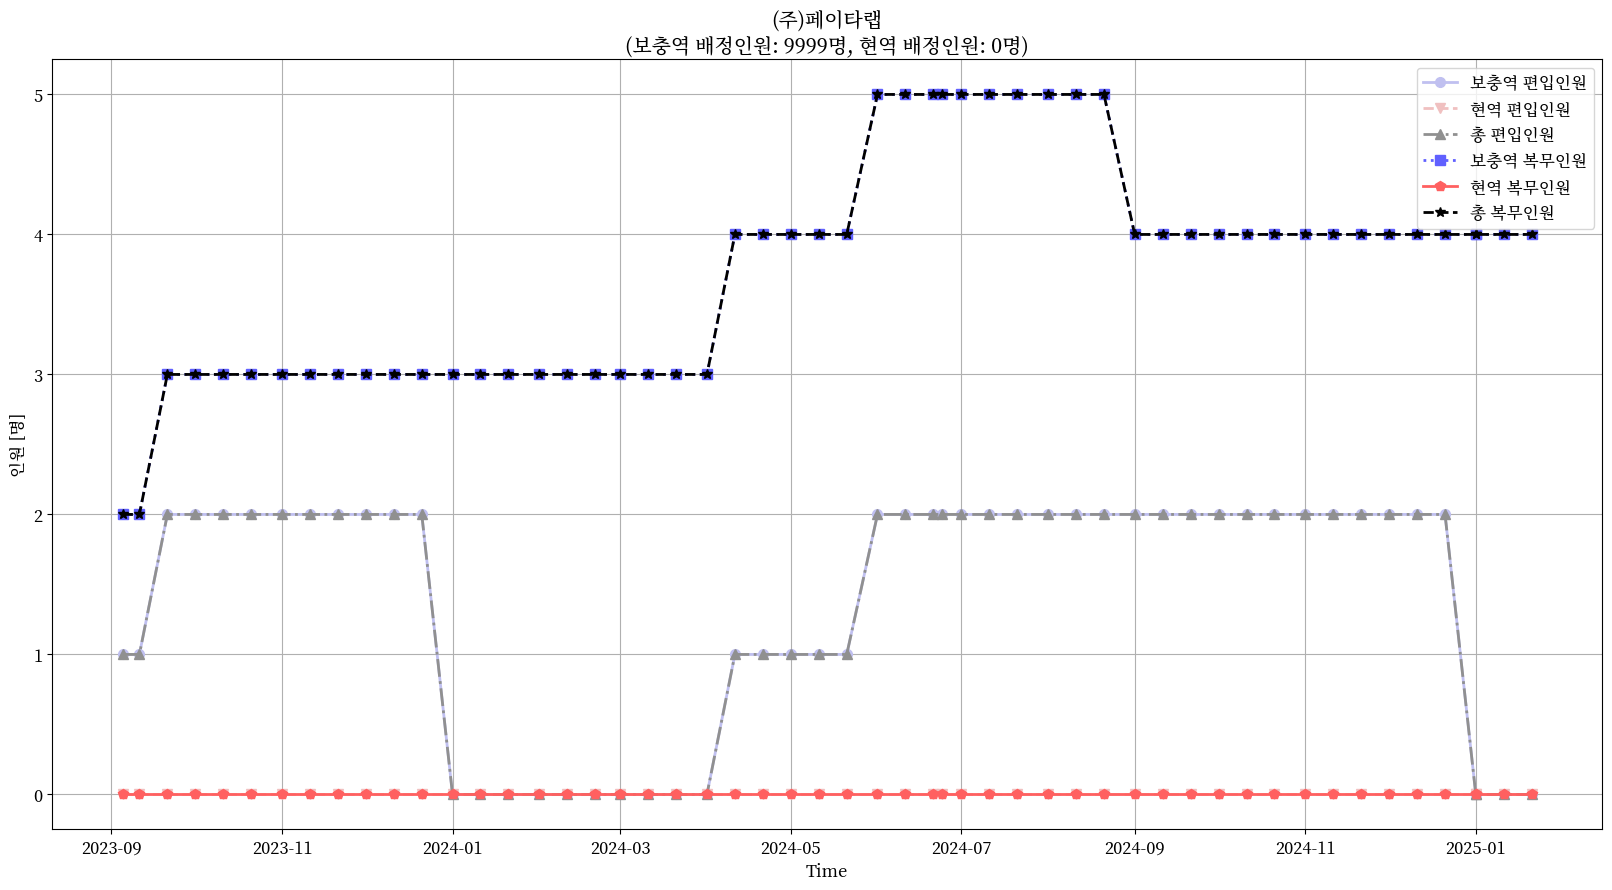 (주)페이타랩
(보충역 배정인원: 9999명, 현역 배정인원: 0명)
보충역 편입인원
현역 편입인원
총 편입인원
보충역 복무인원
현역 복무인원
총 복무인원
인원 [명]
5
4
3
2
1
0
2023-09
2023-11
2024-01
2024-03
2024-05
2024-07
2024-09
2024-11
2025-01
Time